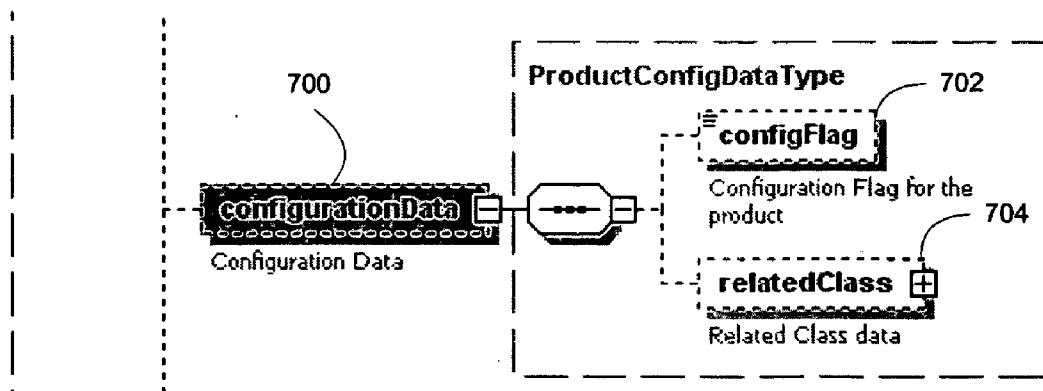 ProductConfigDataType
700
702
configFlag
Configuration Flag for the
product
configurationData
Configuration Data
704
relatedClass
Related Class data